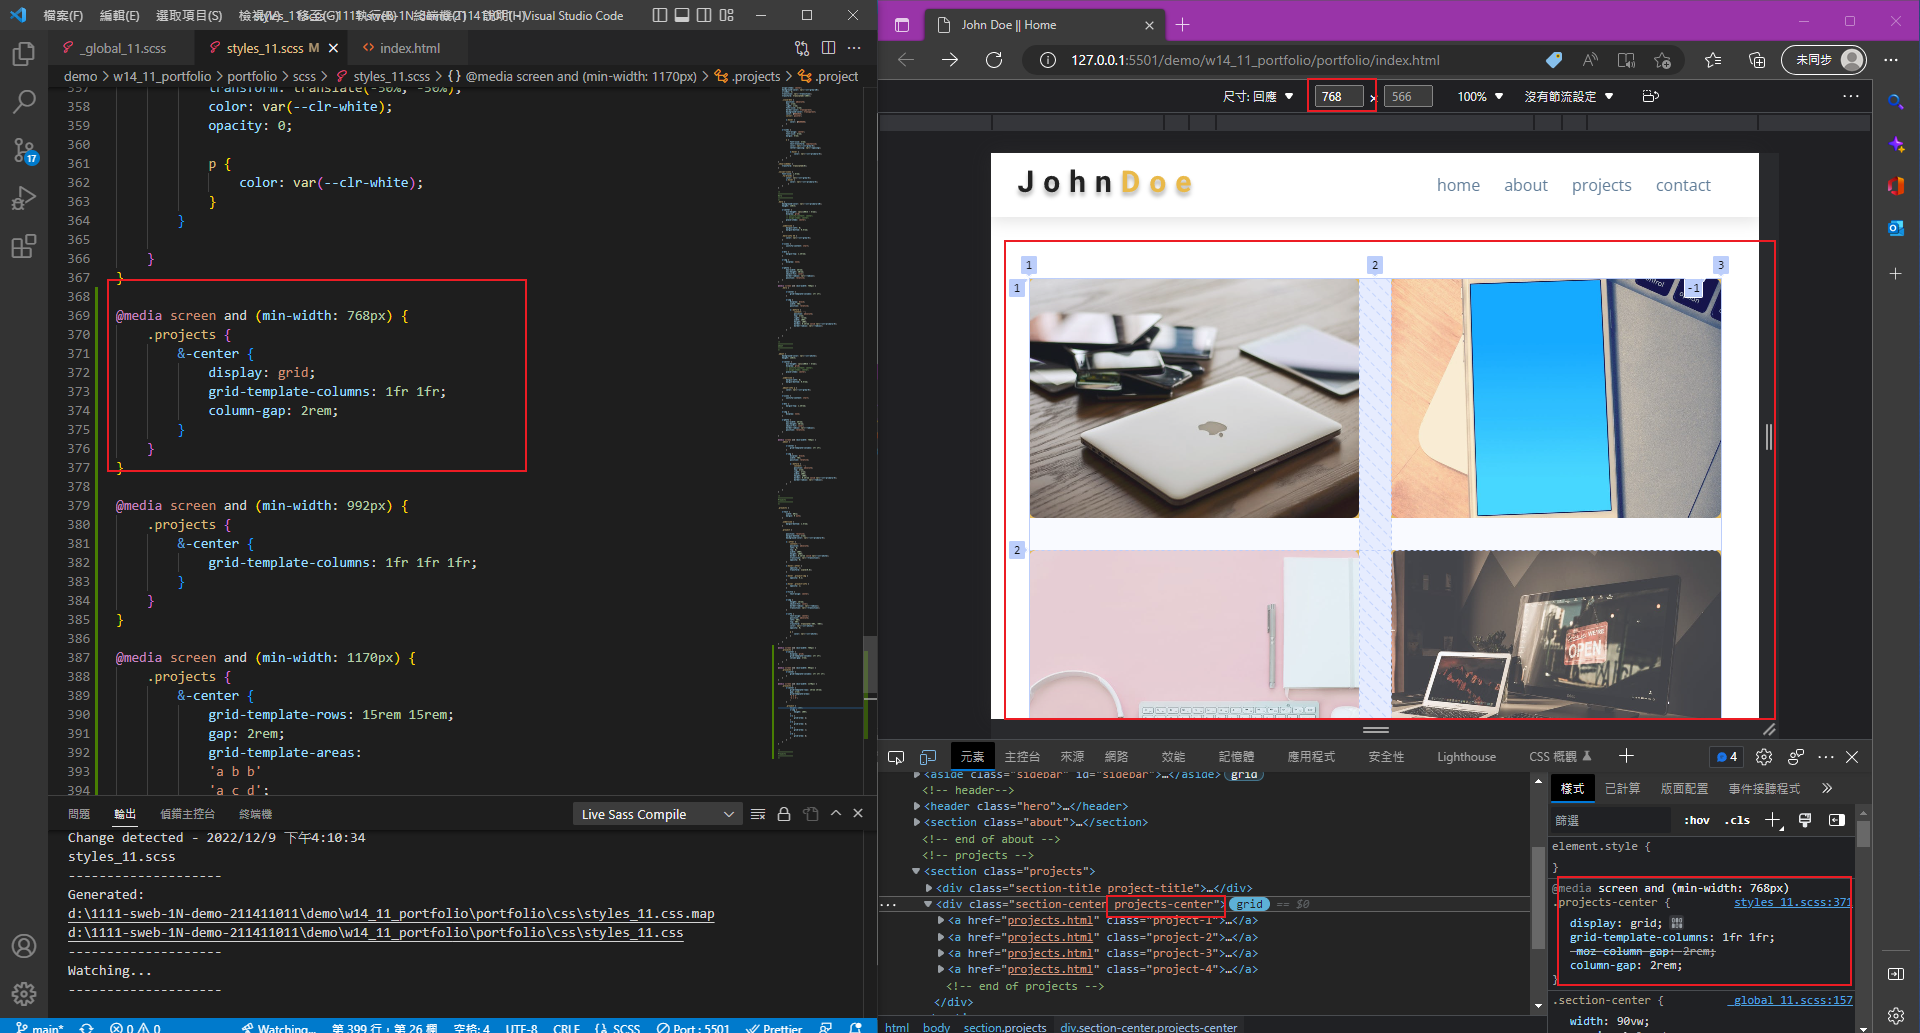 檔案(F) 編輯(E) 選取項目(S)
Visual Studio Code
_global_11.scss
styles_11.scss M
index.html
demo > w14_11_portfolio > portfolio > scss > styles_11.scss > {} @media screen and (min-width: 1170px) > .projects > .project
357 transform: translate(-50%, -50%);
358 color: var(--clr-white);
359 opacity: 0;
360
361 p {
362 color: var(--clr-white);
363 }
364 }
365
366 }
367 }
368
369 @media screen and (min-width: 768px) {
370 .projects {
371 &-center {
372 display: grid;
373 grid-template-columns: 1fr 1fr;
374 column-gap: 2rem;
375 }
376 }
377 }
378
379 @media screen and (min-width: 992px) {
380 .projects {
381 &-center {
382 grid-template-columns: 1fr 1fr 1fr;
383 }
384 }
385 }
386
387 @media screen and (min-width: 1170px) {
388 .projects {
389 &-center {
390 grid-template-rows: 15rem 15rem;
391 gap: 2rem;
392 grid-template-areas:
393 'a b b'
394 'a c d';
問題 輸出 偵錯主控台 終端機
Live Sass Compile
Change detected - 2022/12/9 下午4:10:34
styles_11.scss
--------------------
Generated:
d:\1111-sweb-1N-demo-211411011\demo\w14_11_portfolio\portfolio\css\styles_11.css.map
d:\1111-sweb-1N-demo-211411011\demo\w14_11_portfolio\portfolio\css\styles_11.css
--------------------
Watching...
--------------------
17
main* 0 0 Watching... 第 399 行，第 26 欄 空格: 4 UTF-8 CRLF {} SCSS Port : 5501 Prettier
John Doe || Home
127.0.0.1:5501/demo/w14_11_portfolio/portfolio/index.html
未同步
尺寸: 回應 768 × 566 100% 沒有節流設定
JohnDoe
home about projects contact
1 2 3
1 -1
control
option
2
OPEN
元素 主控台 來源 網路 效能 記憶體 應用程式 安全性 Lighthouse CSS 概觀 4
<aside class="sidebar" id="sidebar">…</aside> grid
<!-- header-->
<header class="hero">…</header>
<section class="about">…</section>
<!-- end of about -->
<!-- projects -->
<section class="projects">
<div class="section-title project-title">…</div>
<div class="section-center projects-center"> grid == $0
<a href="projects.html" class="project-1">…</a>
<a href="projects.html" class="project-2">…</a>
<a href="projects.html" class="project-3">…</a>
<a href="projects.html" class="project-4">…</a>
<!-- end of projects -->
</div>
html body section.projects div.section-center.projects-center
樣式 已計算 版面配置 事件接聽程式
篩選 :hov .cls
element.style {
}
@media screen and (min-width: 768px)
.projects-center { styles_11.scss:371
display: grid;
grid-template-columns: 1fr 1fr;
-moz-column-gap: 2rem;
column-gap: 2rem;
}
.section-center { _global_11.scss:157
width: 90vw;